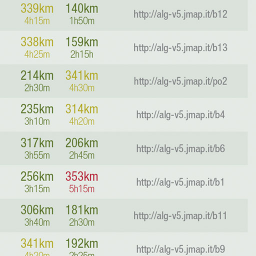 339km 140km
4h15m 1h50m http://alg-v5.jmap.it/b12
338km 159km
4h25m 2h15h http://alg-v5.jmap.it/b13
214km 341km
2h30m 4h30m http://alg-v5.jmap.it/po2
235km 314km
3h10m 4h20m http://alg-v5.jmap.it/b4
317km 206km
3h55m 2h45m http://alg-v5.jmap.it/b6
256km 353km
3h15m 5h15m http://alg-v5.jmap.it/b1
306km 181km
3h40m 2h30m http://alg-v5.jmap.it/b11
341km 192km
http://alg-v5.jmap.it/b9